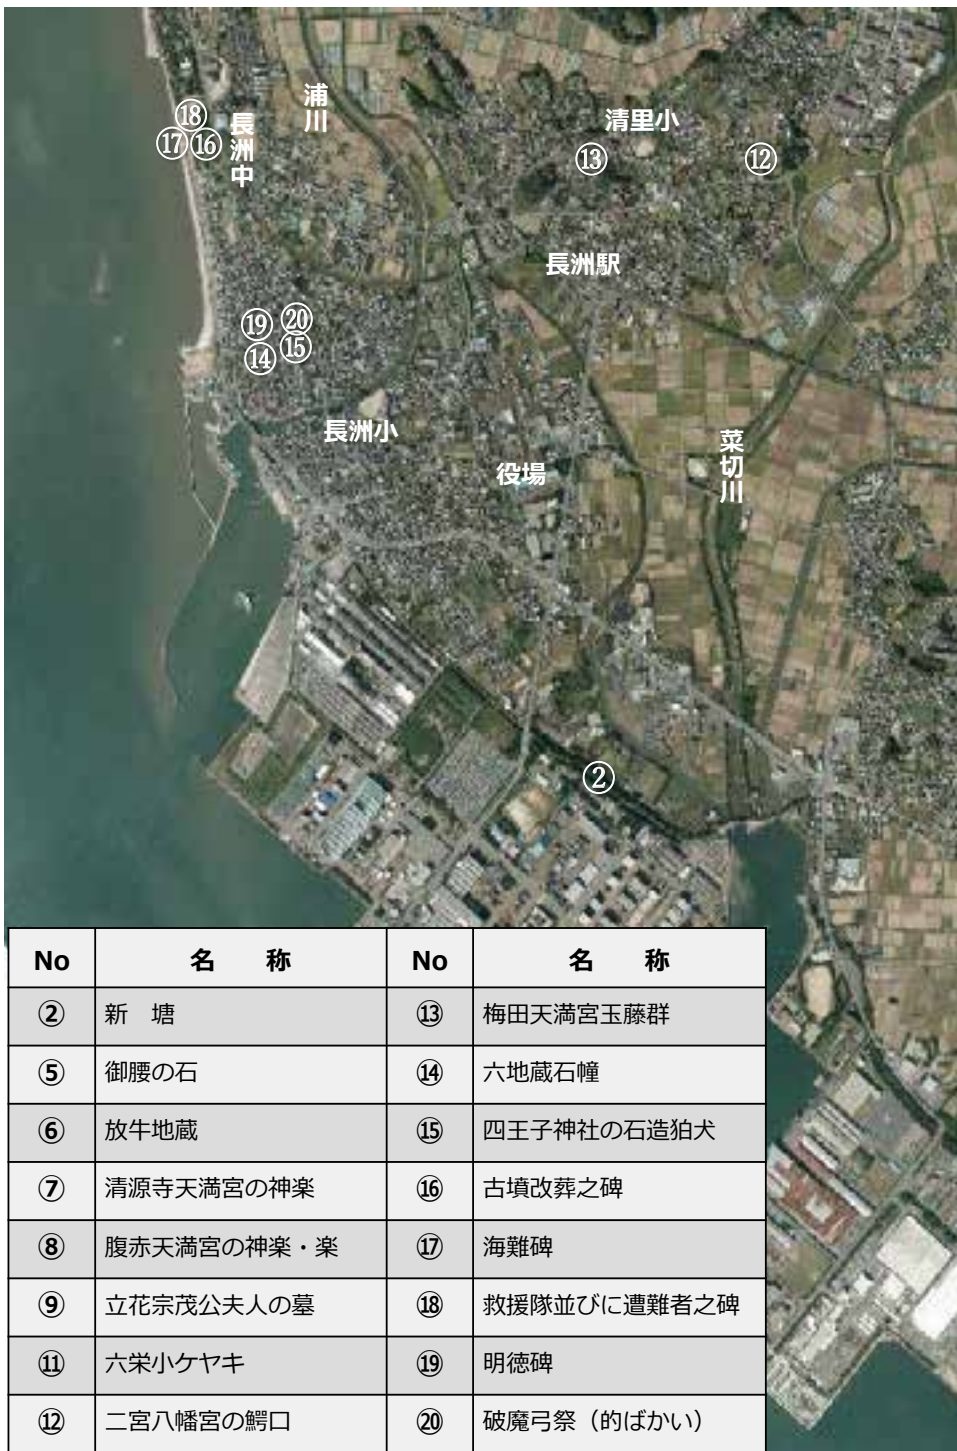 浦川
清里小
⑱
長洲中
⑰ ⑯
⑬
⑫
長洲駅
⑲ ⑳
⑭ ⑮
長洲小
菜切川
役場
②
No 名　称 No 名　称
② 新　塘 ⑬ 梅田天満宮玉藤群
⑤ 御腰の石 ⑭ 六地蔵石幢
⑥ 放牛地蔵 ⑮ 四王子神社の石造狛犬
⑦ 清源寺天満宮の神楽 ⑯ 古墳改葬之碑
⑧ 腹赤天満宮の神楽・楽 ⑰ 海難碑
⑨ 立花宗茂公夫人の墓 ⑱ 救援隊並びに遭難者之碑
⑪ 六栄小ケヤキ ⑲ 明徳碑
⑫ 二宮八幡宮の鰐口 ⑳ 破魔弓祭（的ばかい）